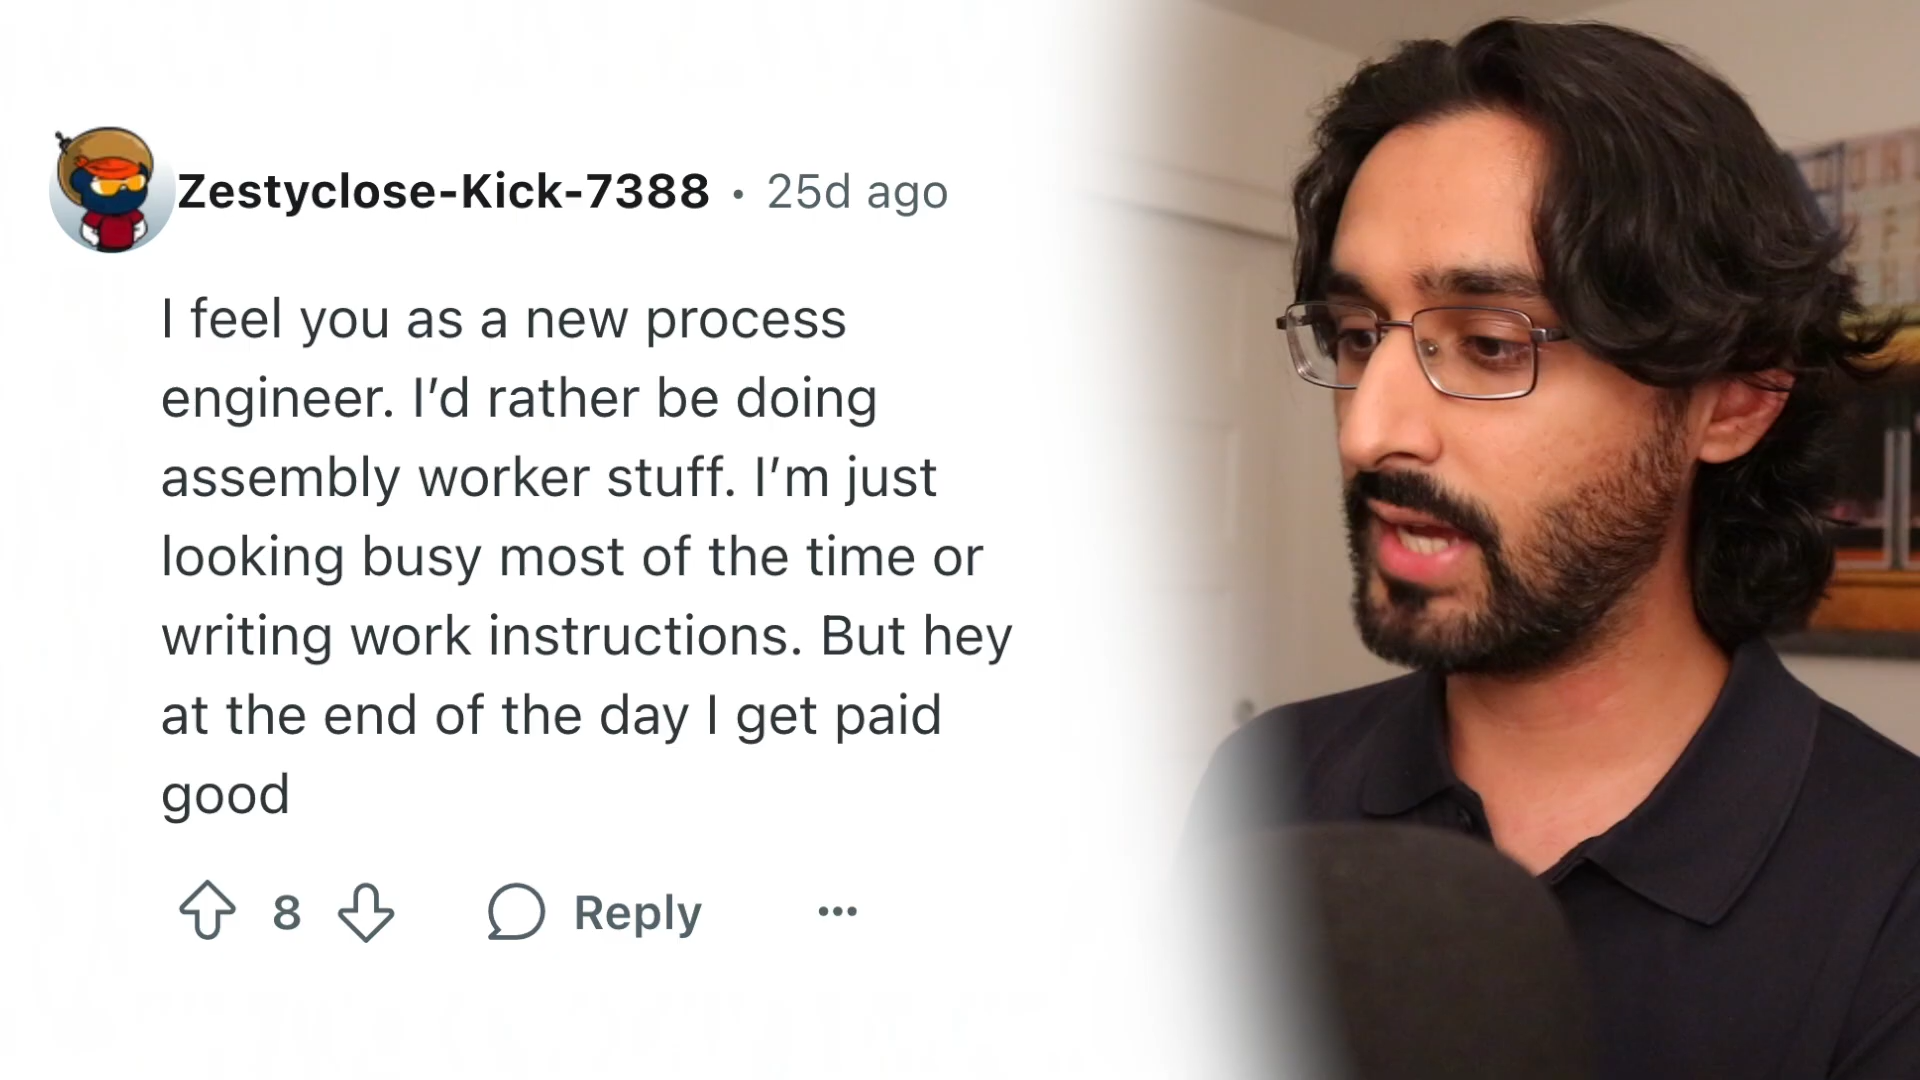 Zestyclose-Kick-7388 • 25d ago
I feel you as a new process
engineer. I’d rather be doing
assembly worker stuff. I’m just
looking busy most of the time or
writing work instructions. But hey
at the end of the day I get paid
good
8 Reply ...